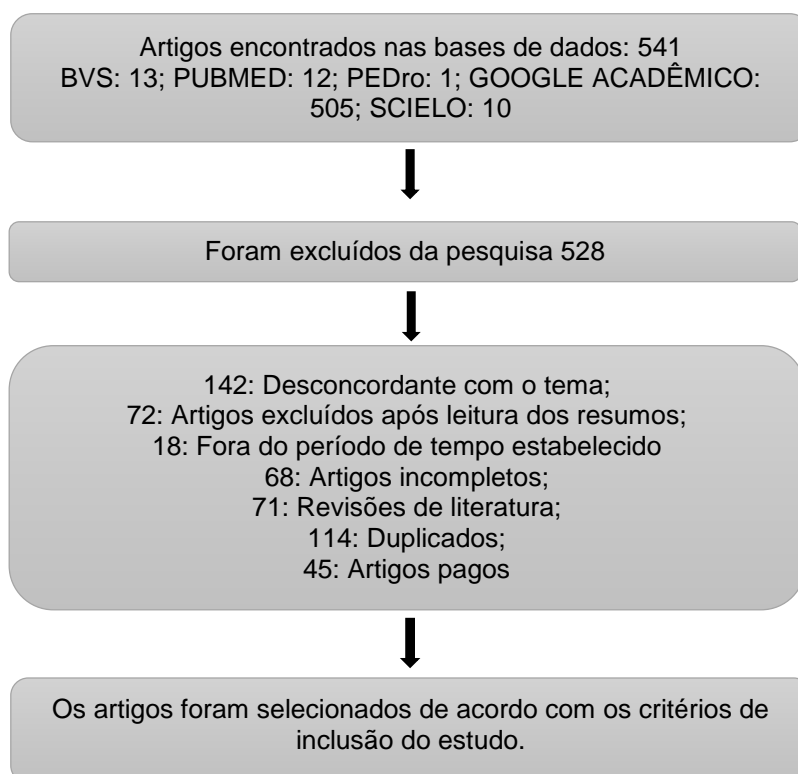 Artigos encontrados nas bases de dados: 541
BVS: 13; PUBMED: 12; PEDro: 1; GOOGLE ACADÊMICO:
505; SCIELO: 10
Foram excluídos da pesquisa 528
142: Desconcordante com o tema;
72: Artigos excluídos após leitura dos resumos;
18: Fora do período de tempo estabelecido
68: Artigos incompletos;
71: Revisões de literatura;
114: Duplicados;
45: Artigos pagos
Os artigos foram selecionados de acordo com os critérios de
inclusão do estudo.